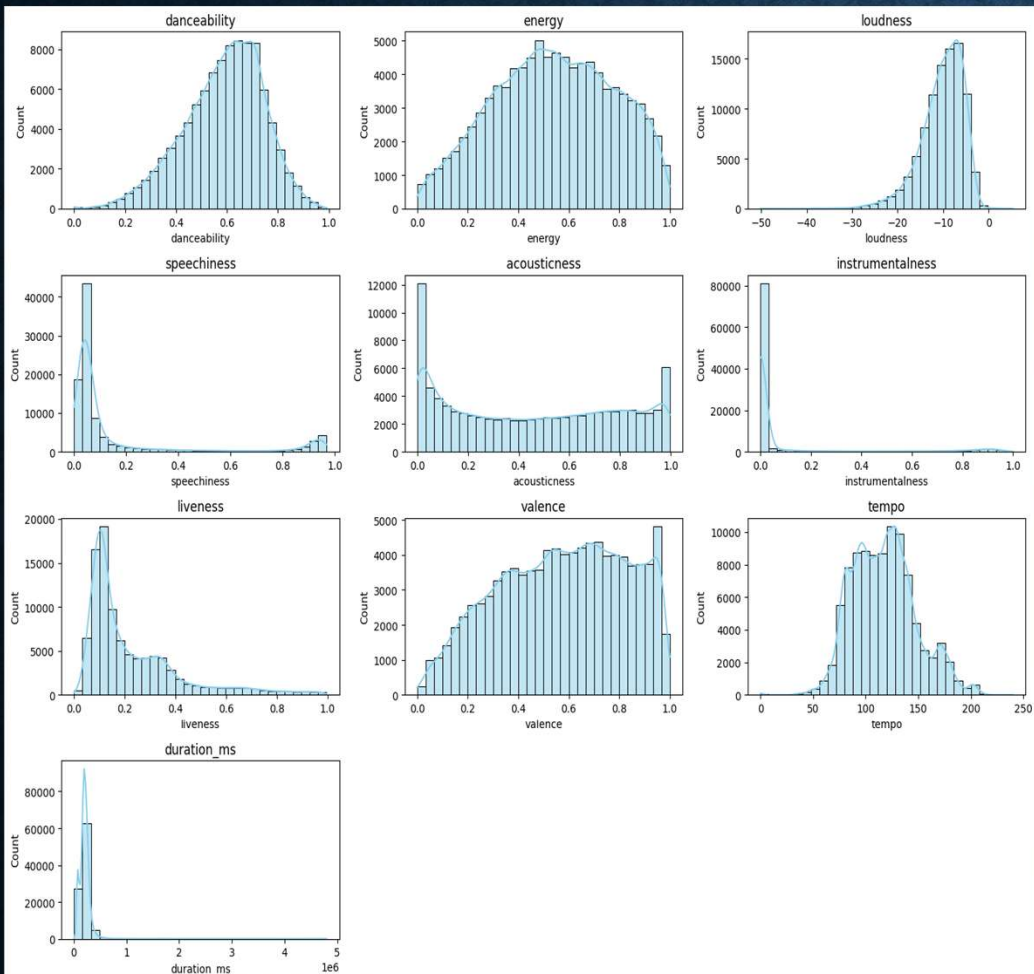 danceability energy loudness
Count 8000 6000 4000 2000 0
0.0 0.2 0.4 0.6 0.8 1.0
danceability
Count 5000 4000 3000 2000 1000 0
0.0 0.2 0.4 0.6 0.8 1.0
energy
Count 15000 10000 5000 0
−50 −40 −30 −20 −10 0
loudness
speechiness acousticness instrumentalness
Count 40000 30000 20000 10000 0
0.0 0.2 0.4 0.6 0.8 1.0
speechiness
Count 12000 10000 8000 6000 4000 2000 0
0.0 0.2 0.4 0.6 0.8 1.0
acousticness
Count 80000 60000 40000 20000 0
0.0 0.2 0.4 0.6 0.8 1.0
instrumentalness
liveness valence tempo
Count 20000 15000 10000 5000 0
0.0 0.2 0.4 0.6 0.8 1.0
liveness
Count 5000 4000 3000 2000 1000 0
0.0 0.2 0.4 0.6 0.8 1.0
valence
Count 10000 8000 6000 4000 2000 0
0 50 100 150 200 250
tempo
duration_ms
Count 80000 60000 40000 20000 0
0 1 2 3 4 5
1e6
duration_ms